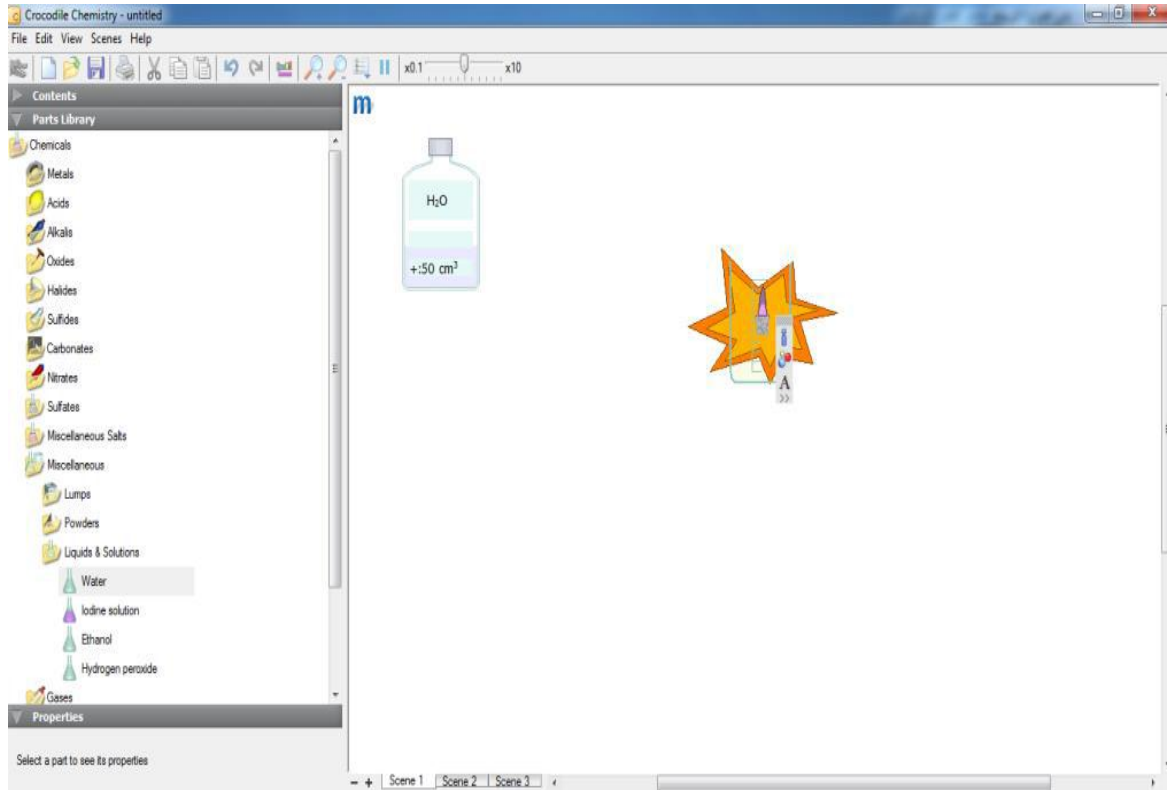 Crocodile Chemistry - untitled
File Edit View Scenes Help
x0.1 x10
Contents
Parts Library
Chemicals
Metals
Acids
Alkalis
Oxides
Halides
Sulfides
Carbonates
Nitrates
Sulfates
Miscellaneous Salts
Miscellaneous
Lumps
Powders
Liquids & Solutions
Water
Iodine solution
Ethanol
Hydrogen peroxide
Gases
Properties
Select a part to see its properties
m
H₂O
+:50 cm³
A
Scene 1 Scene 2 Scene 3